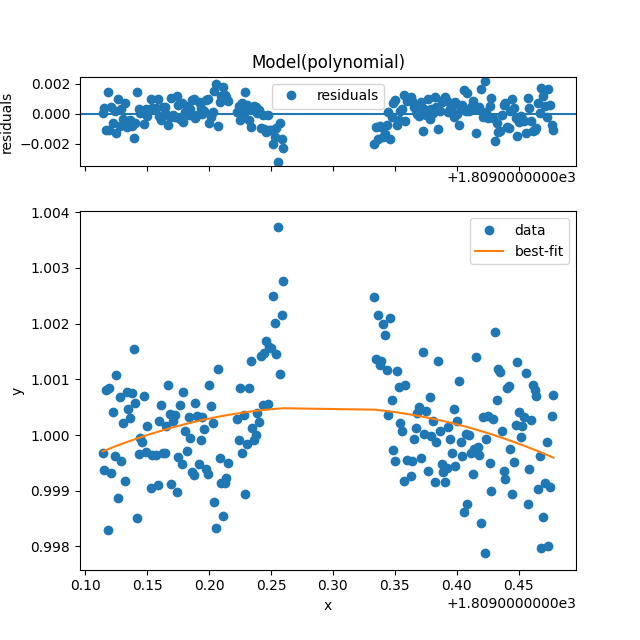 Model(polynomial)
0.002
0.000
−0.002
residuals
residuals
+1.8090000000e3
1.004
1.003
1.002
1.001
1.000
0.999
0.998
y
data
best-fit
0.10 0.15 0.20 0.25 0.30 0.35 0.40 0.45
x
+1.8090000000e3